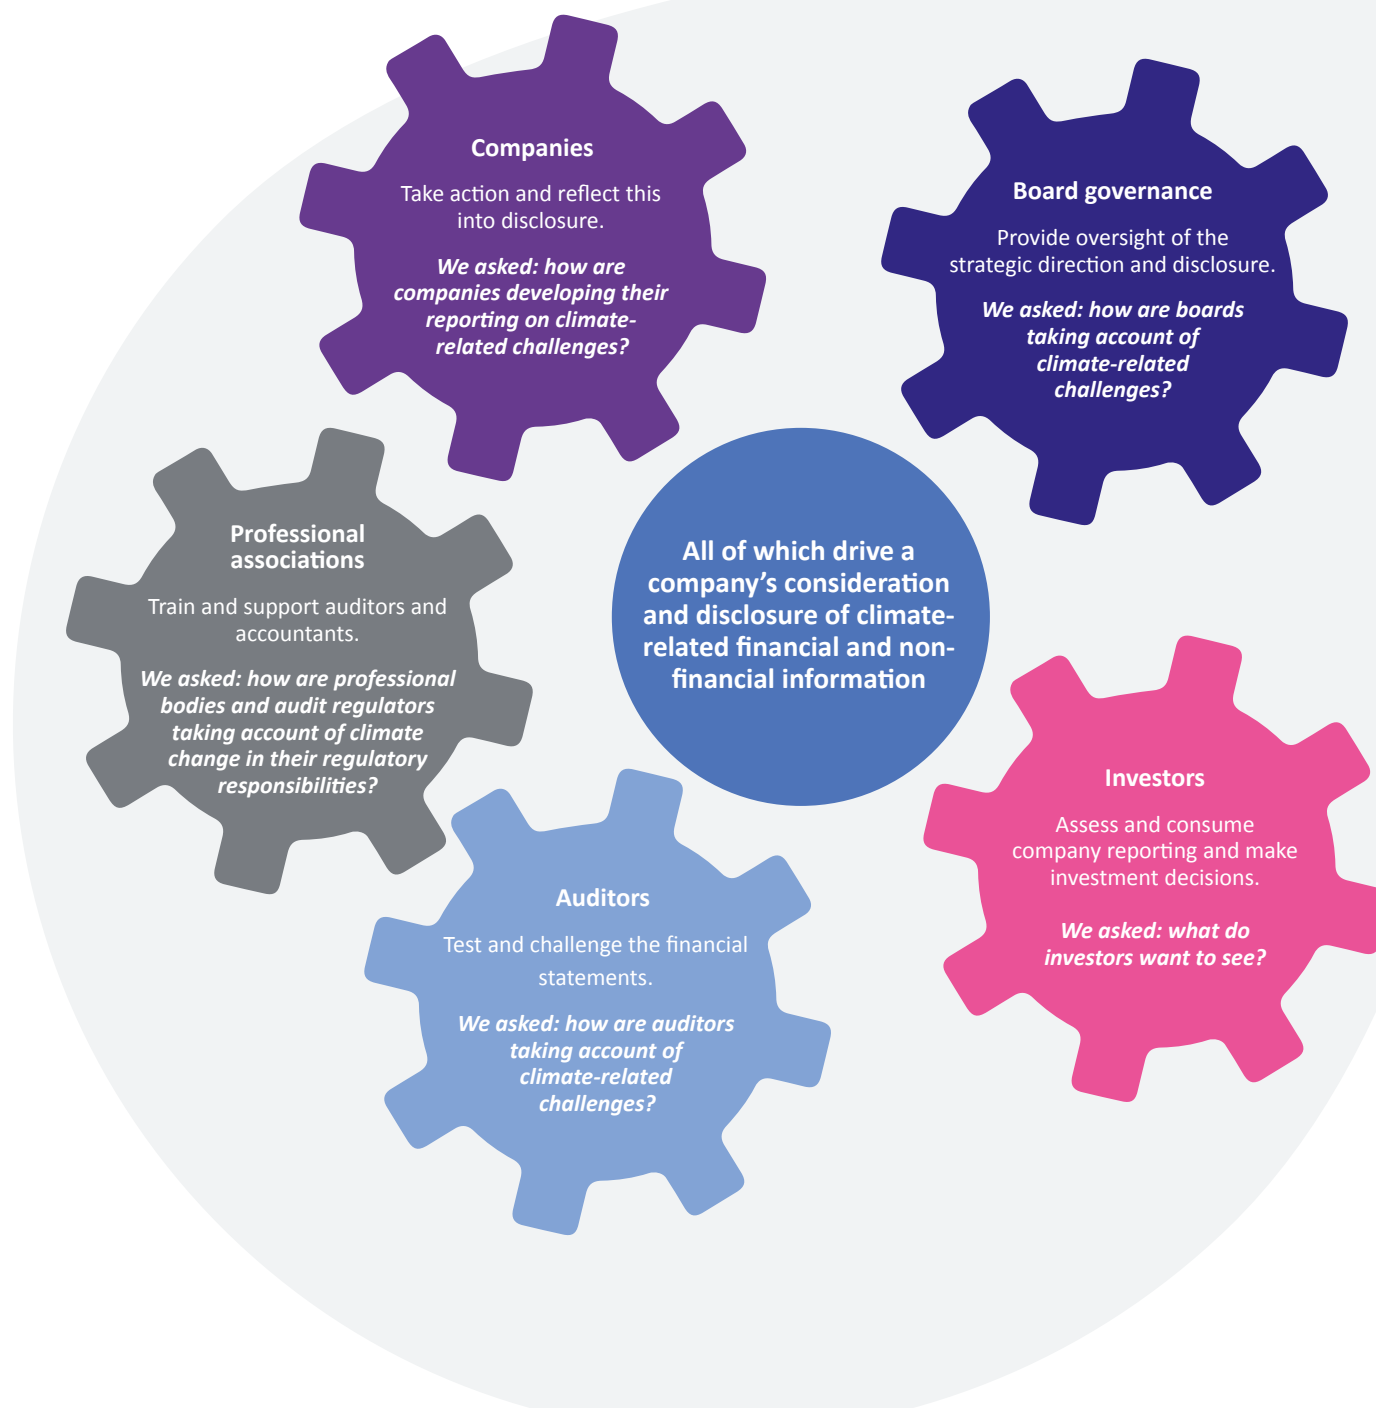 Companies
Take action and reflect this
into disclosure.
We asked: how are
companies developing their
reporting on climate-
related challenges?
Board governance
Provide oversight of the
strategic direction and disclosure.
We asked: how are boards
taking account of
climate-related
challenges?
Professional
associations
Train and support auditors and
accountants.
We asked: how are professional
bodies and audit regulators
taking account of climate
change in their regulatory
responsibilities?
All of which drive a
company’s consideration
and disclosure of climate-
related financial and non-
financial information
Investors
Assess and consume
company reporting and make
investment decisions.
We asked: what do
investors want to see?
Auditors
Test and challenge the financial
statements.
We asked: how are auditors
taking account of
climate-related
challenges?